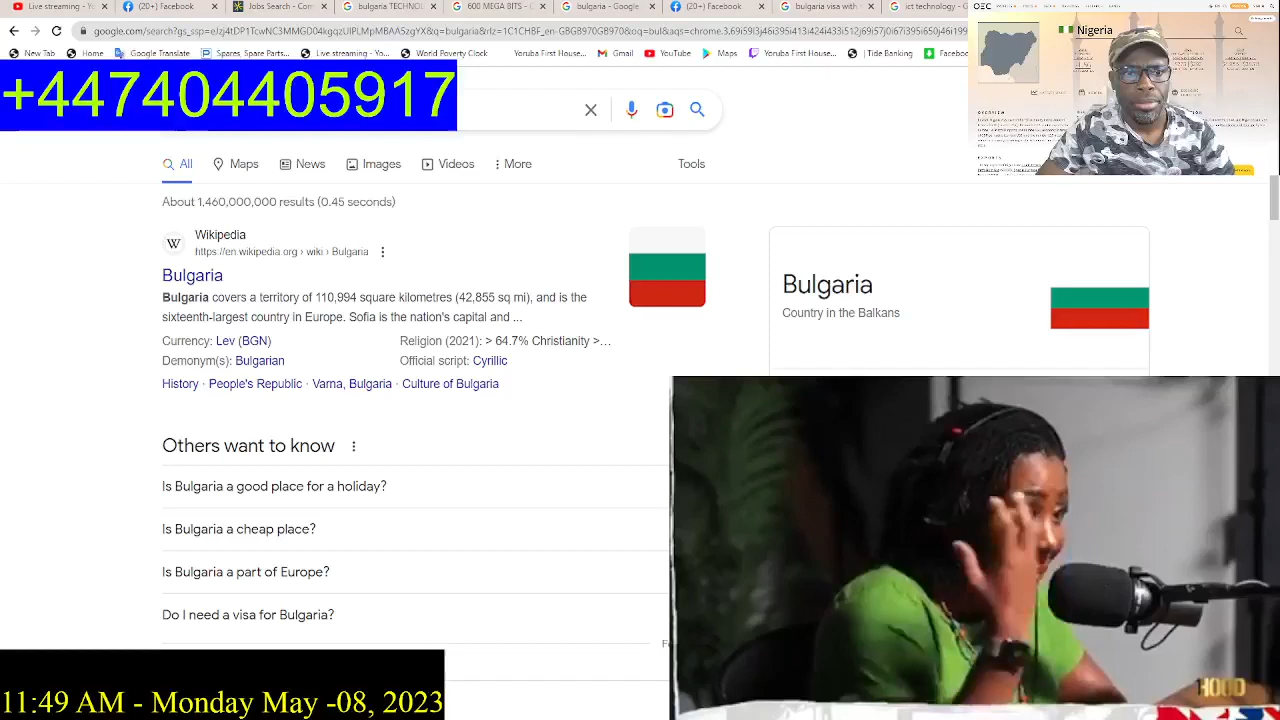 Live streaming - You
(20+) Facebook
Jobs Search - Com
bulgaria TECHNOL
600 MEGA BITS - G
bulgaria - Google
(20+) Facebook
bulgaria visa with
ict technology - G
New Tab
Home
Google Translate
Spares, Spare Parts...
Live streaming - Yo...
World Poverty Clock
Yoruba First House...
Gmail
YouTube
Maps
Yoruba First House...
Tide Banking
OEC
Nigeria
OVERVIEW
EXPORTS
+447404405917
All
Maps
News
Images
Videos
More
Tools
About 1,460,000,000 results (0.45 seconds)
W
Wikipedia
https://en.wikipedia.org › wiki › Bulgaria
Bulgaria
Bulgaria covers a territory of 110,994 square kilometres (42,855 sq mi), and is the
sixteenth-largest country in Europe. Sofia is the nation's capital and ...
Currency: Lev (BGN)
Religion (2021): > 64.7% Christianity >...
Demonym(s): Bulgarian
Official script: Cyrillic
History · People's Republic · Varna, Bulgaria · Culture of Bulgaria
Bulgaria
Country in the Balkans
Others want to know
Is Bulgaria a good place for a holiday?
Is Bulgaria a cheap place?
Is Bulgaria a part of Europe?
Do I need a visa for Bulgaria?
HOOD
11:49 AM - Monday May -08, 2023